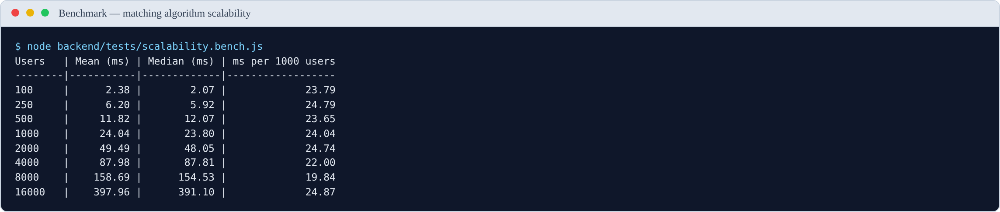 Benchmark — matching algorithm scalability
$ node backend/tests/scalability.bench.js
Users   | Mean (ms) | Median (ms) | ms per 1000 users
--------|-----------|-------------|------------------
100     |      2.38 |        2.07 |             23.79
250     |      6.20 |        5.92 |             24.79
500     |     11.82 |       12.07 |             23.65
1000    |     24.04 |       23.80 |             24.04
2000    |     49.49 |       48.05 |             24.74
4000    |     87.98 |       87.81 |             22.00
8000    |    158.69 |      154.53 |             19.84
16000   |    397.96 |      391.10 |             24.87